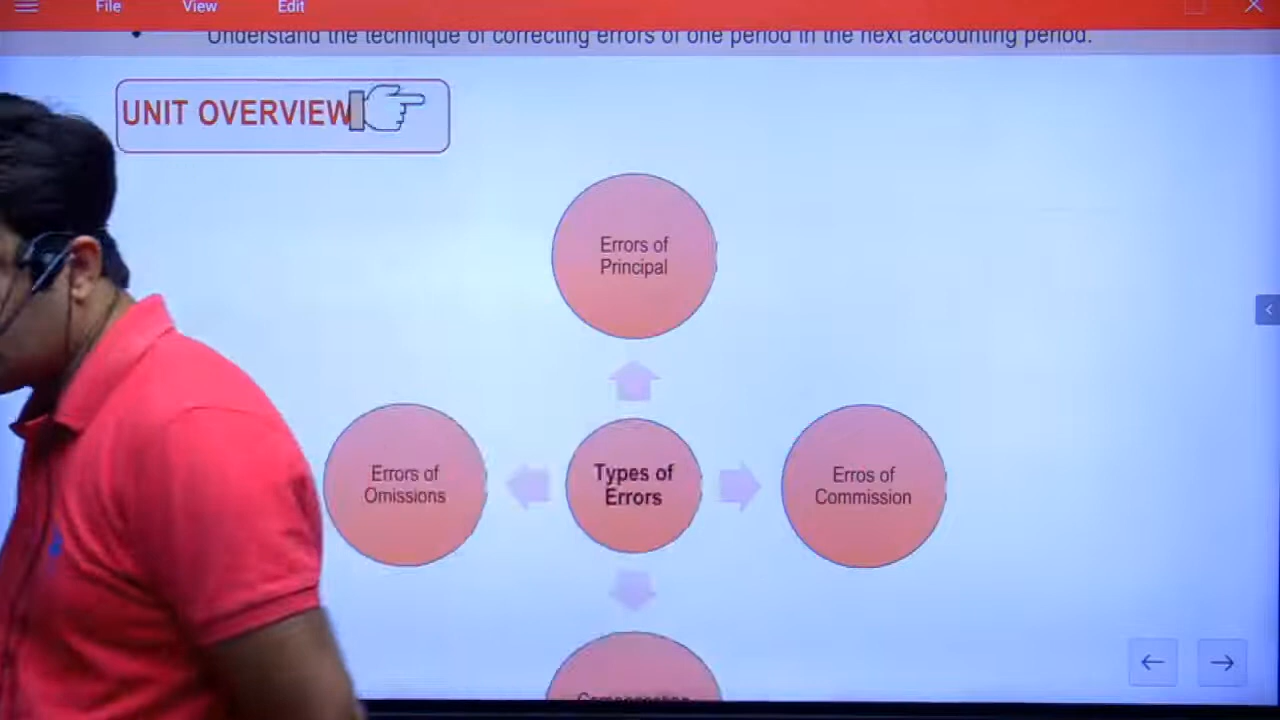 File View Edit
Understand the technique of correcting errors of one period in the next accounting period.
UNIT OVERVIEW
Errors of
Principal
Errors of
Omissions
Types of
Errors
Erros of
Commission